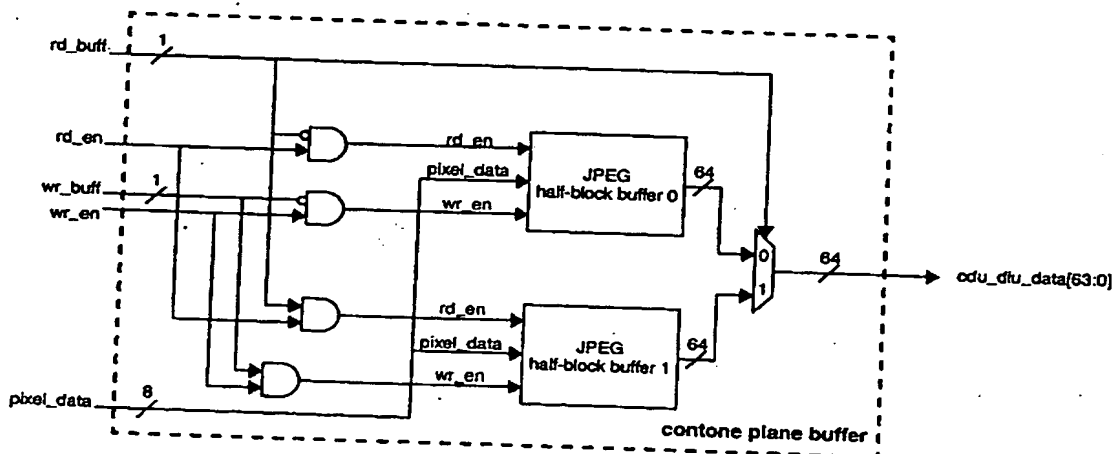 rd_buff
1
rd_en
wr_buff
1
wr_en
pixel_data
8
rd_en
pixel_data
wr_en
JPEG
half-block buffer 0
64
rd_en
pixel_data
wr_en
JPEG
half-block buffer 1
64
0
1
64
cdu_diu_data[63:0]
contone plane buffer